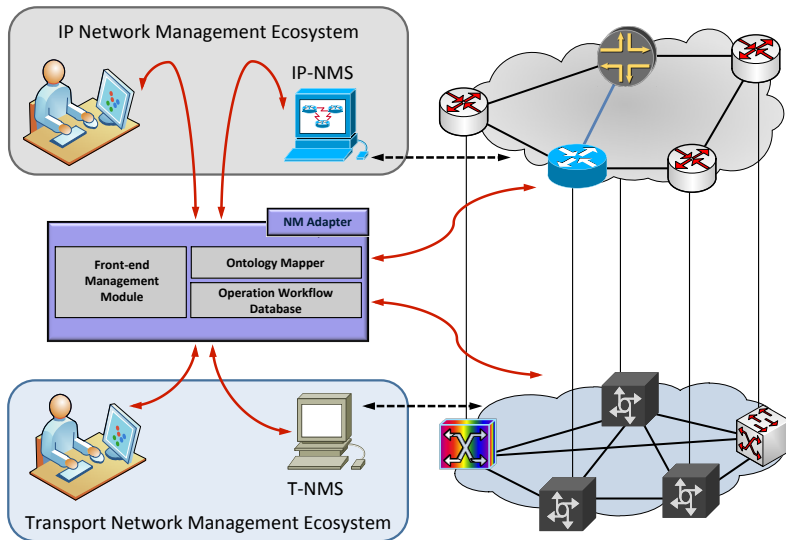 IP Network Management Ecosystem
IP-NMS
NM Adapter
Front-end
Management
Module
Ontology Mapper
Operation Workflow
Database
T-NMS
Transport Network Management Ecosystem